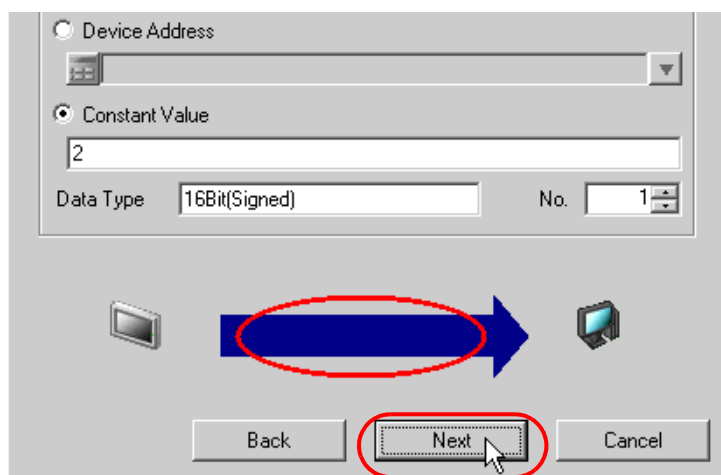 Device Address
Constant Value
2
Data Type 16Bit(Signed) No. 1
Back Next Cancel